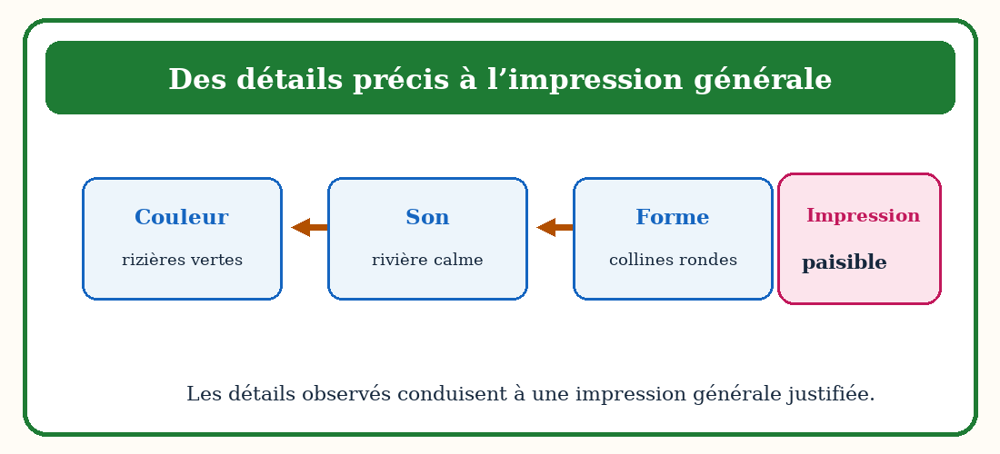 Des détails précis à l’impression générale
Couleur
rizières vertes
Son
rivière calme
Forme
collines rondes
Impression
paisible
Les détails observés conduisent à une impression générale justifiée.